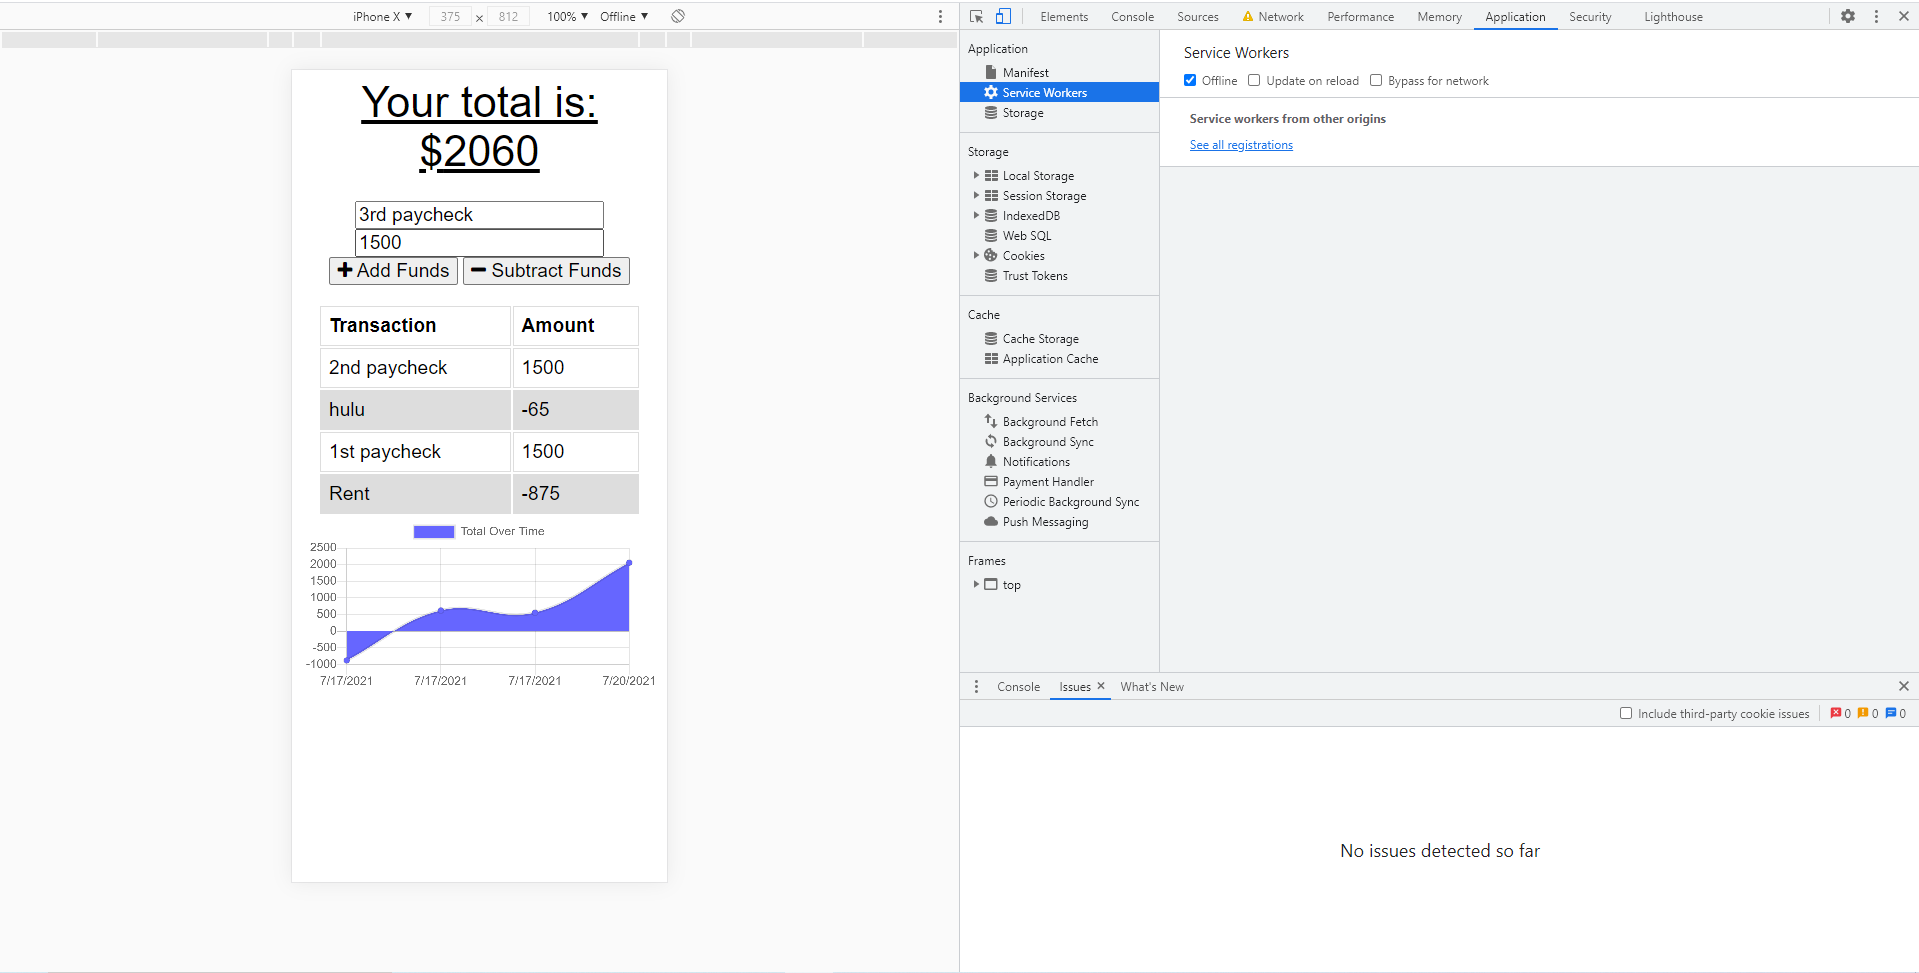 iPhone X ▼ 375 × 812 100% ▼ Offline ▼
Your total is:
$2060
3rd paycheck
1500
Add Funds Subtract Funds
Transaction Amount
2nd paycheck 1500
hulu -65
1st paycheck 1500
Rent -875
Total Over Time
2500
2000
1500
1000
500
0
-500
-1000
7/17/2021 7/17/2021 7/17/2021 7/20/2021
Elements Console Sources Network Performance Memory Application Security Lighthouse
Application
Manifest
Service Workers
Storage
Storage
Local Storage
Session Storage
IndexedDB
Web SQL
Cookies
Trust Tokens
Cache
Cache Storage
Application Cache
Background Services
Background Fetch
Background Sync
Notifications
Payment Handler
Periodic Background Sync
Push Messaging
Frames
top
Service Workers
Offline Update on reload Bypass for network
Service workers from other origins
See all registrations
Console Issues What's New
Include third-party cookie issues 0 0 0
No issues detected so far